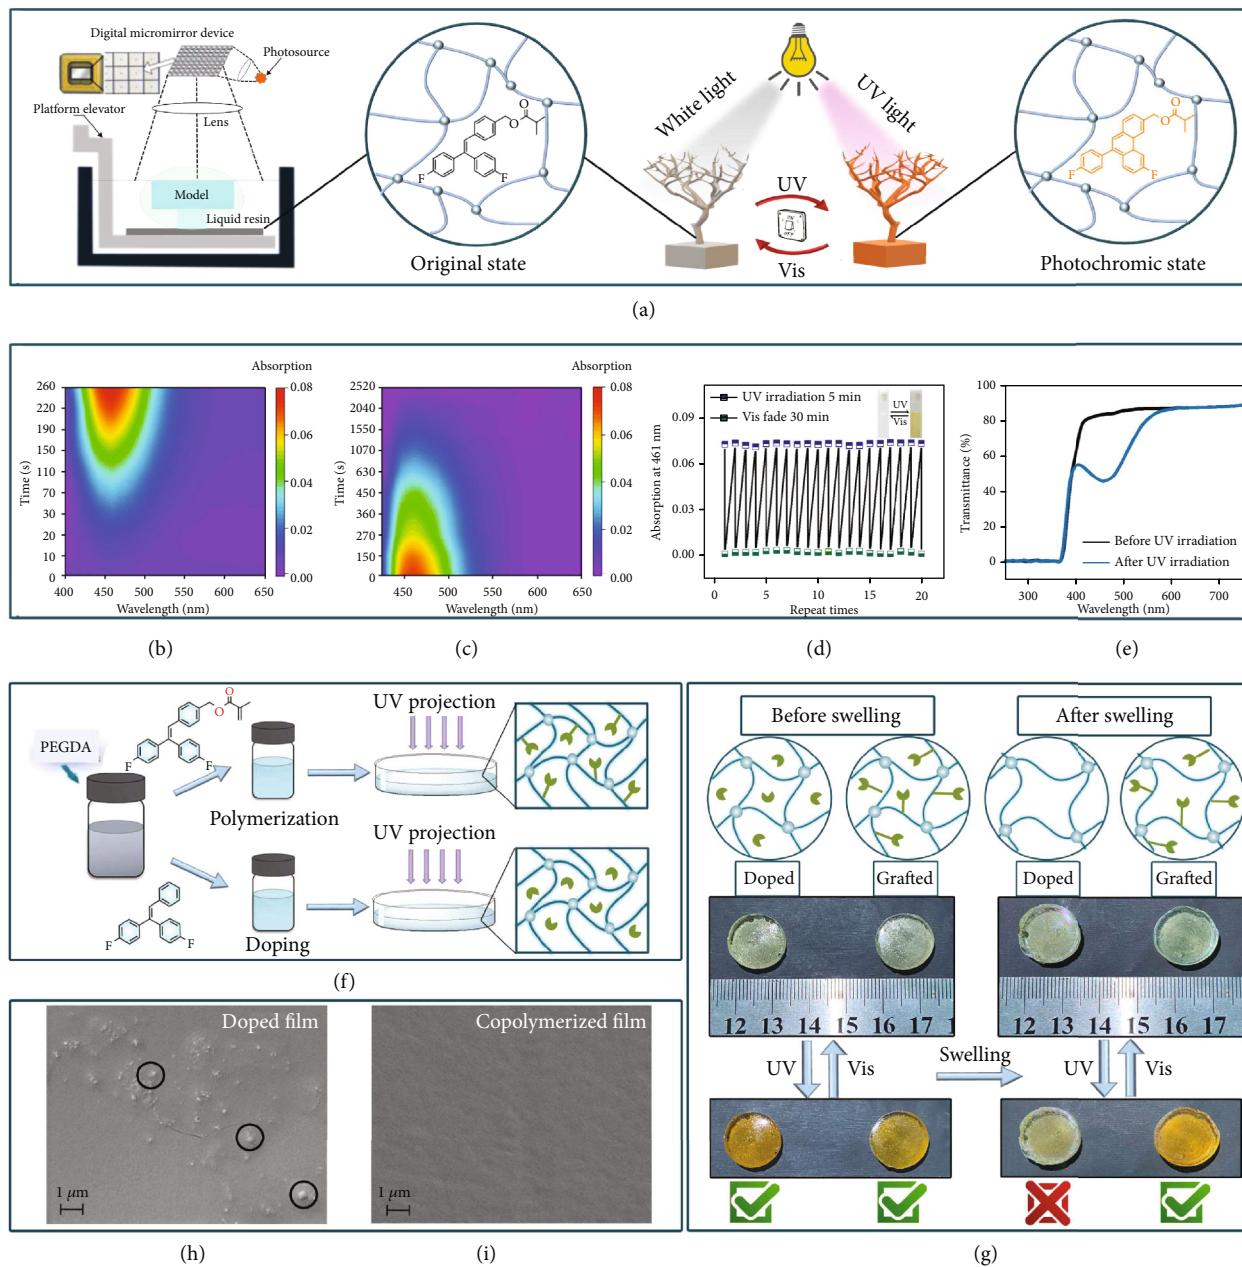 Digital micromirror device
Photosource
Platform elevator
Lens
Model
Liquid resin
O
O
F
F
Original state
White light
UV light
UV
ON
OFF
Vis
O
O
F
F
Photochromic state
(a)
Absorption
260
220
190
150
110
70
30
20
10
0
Time (s)
400 450 500 550 600 650
Wavelength (nm)
0.08
0.06
0.04
0.02
0.00
(b)
Absorption
2520
2040
1550
1070
630
450
260
150
0
Time (s)
450 500 550 600 650
Wavelength (nm)
0.08
0.06
0.04
0.02
0.00
(c)
UV irradiation 5 min
Vis fade 30 min
UV
Vis
0.09
0.06
0.03
0.00
Absorption at 461 nm
0 5 10 15 20
Repeat times
(d)
100
80
60
40
20
0
Transmittance (%)
Before UV irradiation
After UV irradiation
300 400 500 600 700
Wavelength (nm)
(e)
PEGDA
O
O
F
F
Polymerization
UV projection
F
F
Doping
UV projection
(f)
Before swelling
After swelling
Doped
Grafted
Doped
Grafted
12 13 14 15 16 17
12 13 14 15 16 17
UV
Vis
Swelling
UV
Vis
(g)
Doped film
1 μm
(h)
Copolymerized film
1 μm
(i)